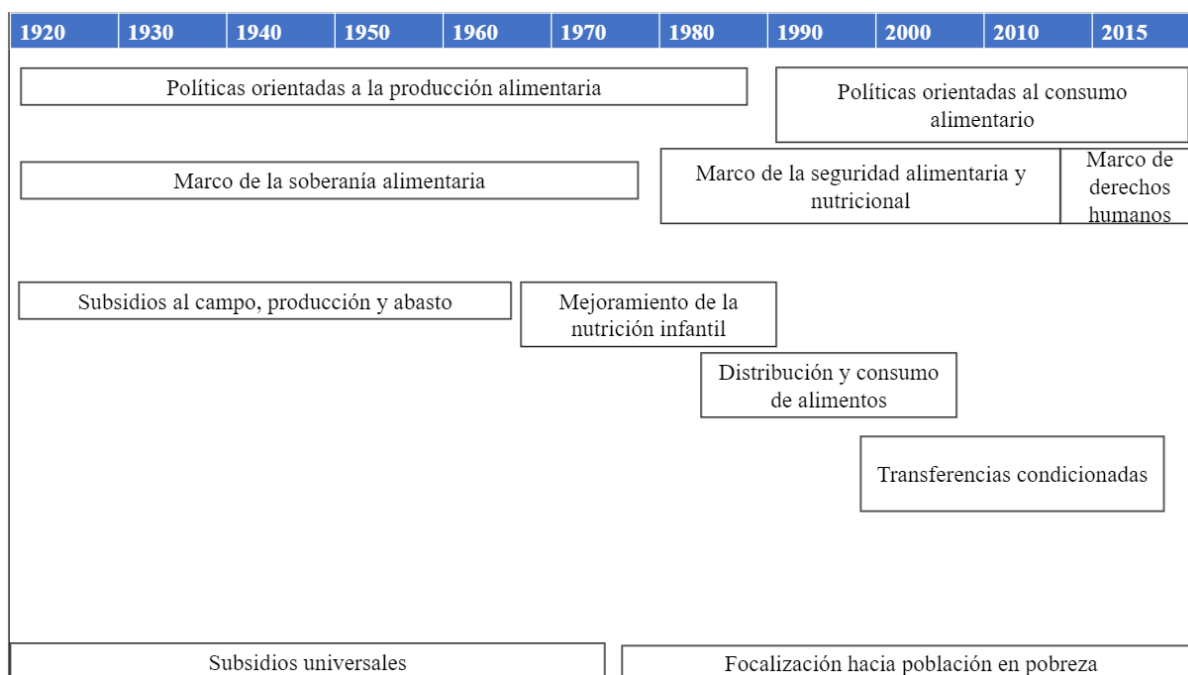 1920 1930 1940 1950 1960 1970 1980 1990 2000 2010 2015
Políticas orientadas a la producción alimentaria
Políticas orientadas al consumo
alimentario
Marco de la soberanía alimentaria
Marco de la seguridad alimentaria y
nutricional
Marco de
derechos
humanos
Subsidios al campo, producción y abasto
Mejoramiento de la
nutrición infantil
Distribución y consumo
de alimentos
Transferencias condicionadas
Subsidios universales
Focalización hacia población en pobreza